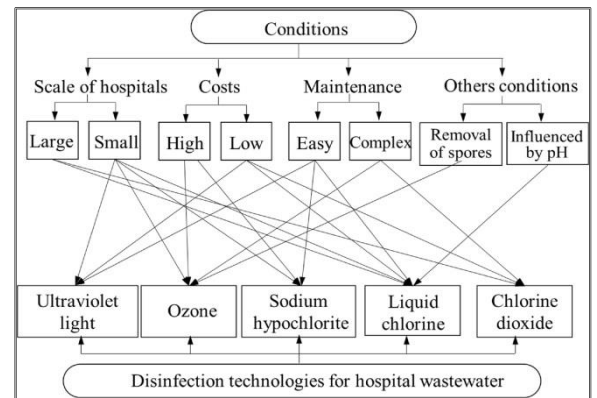 Conditions
Scale of hospitals
Costs
Maintenance
Others conditions
Large
Small
High
Low
Easy
Complex
Removal
of spores
Influenced
by pH
Ultraviolet
light
Ozone
Sodium
hypochlorite
Liquid
chlorine
Chlorine
dioxide
Disinfection technologies for hospital wastewater